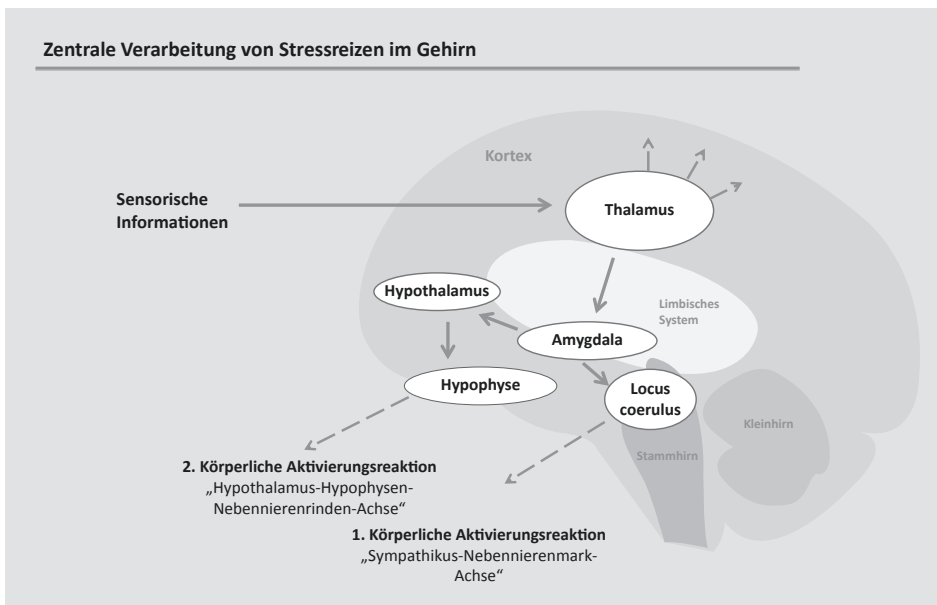 Zentrale Verarbeitung von Stressreizen im Gehirn
Kortex
Sensorische
Informationen
Thalamus
Hypothalamus
Limbisches
System
Amygdala
Hypophyse
Locus
coerulus
Kleinhirn
Stammhirn
2. Körperliche Aktivierungsreaktion
„Hypothalamus-Hypophysen-
Nebennierenrinden-Achse“
1. Körperliche Aktivierungsreaktion
„Sympathikus-Nebennierenmark-
Achse“